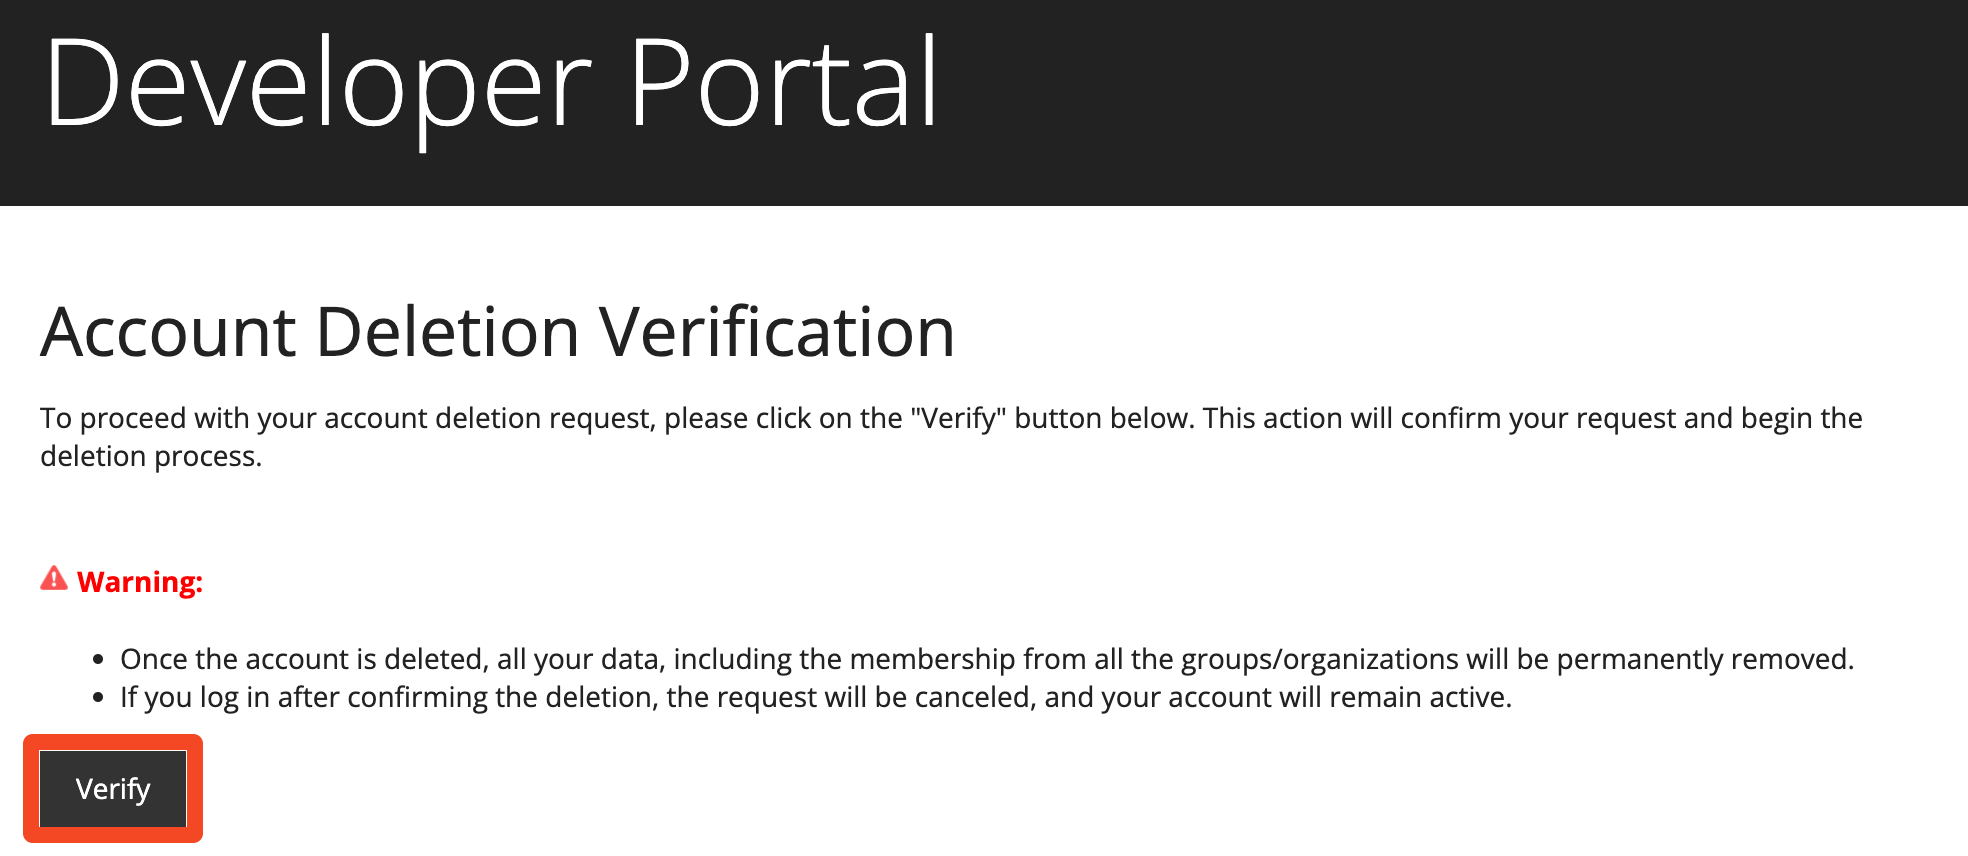 Developer Portal
Account Deletion Verification
To proceed with your account deletion request, please click on the "Verify" button below. This action will confirm your request and begin the
deletion process.
Warning:
• Once the account is deleted, all your data, including the membership from all the groups/organizations will be permanently removed.
• If you log in after confirming the deletion, the request will be canceled, and your account will remain active.
Verify